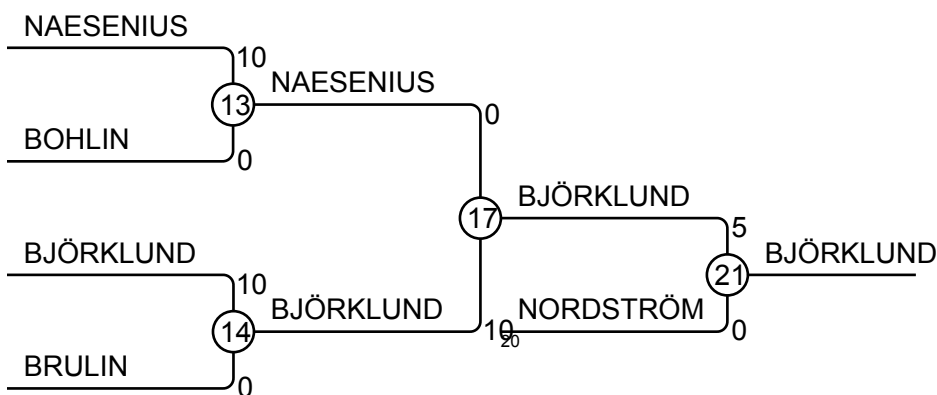 NAESENIUS
10
13
NAESENIUS
0
BOHLIN
0
17
BJÖRKLUND
5
BJÖRKLUND
10
14
BJÖRKLUND
10
20
NORDSTRÖM
0
21
BJÖRKLUND
BRULIN
0